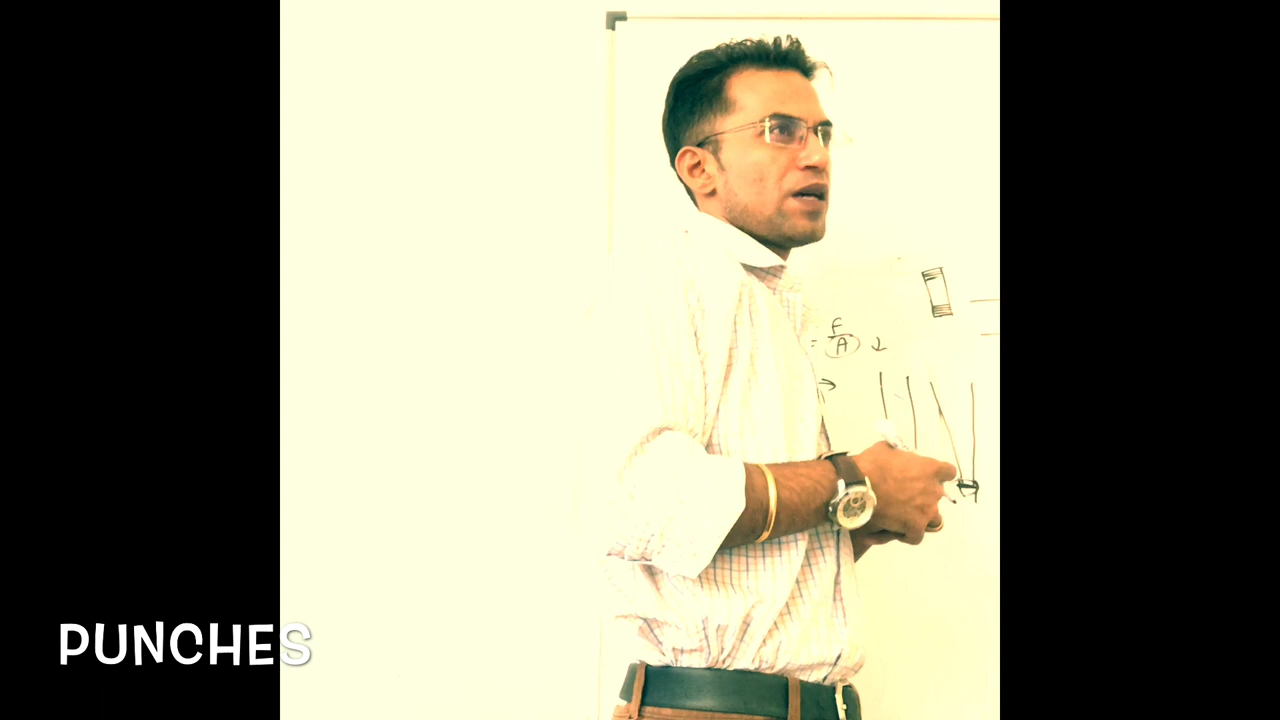 = F/A ↓
→
PUNCHES